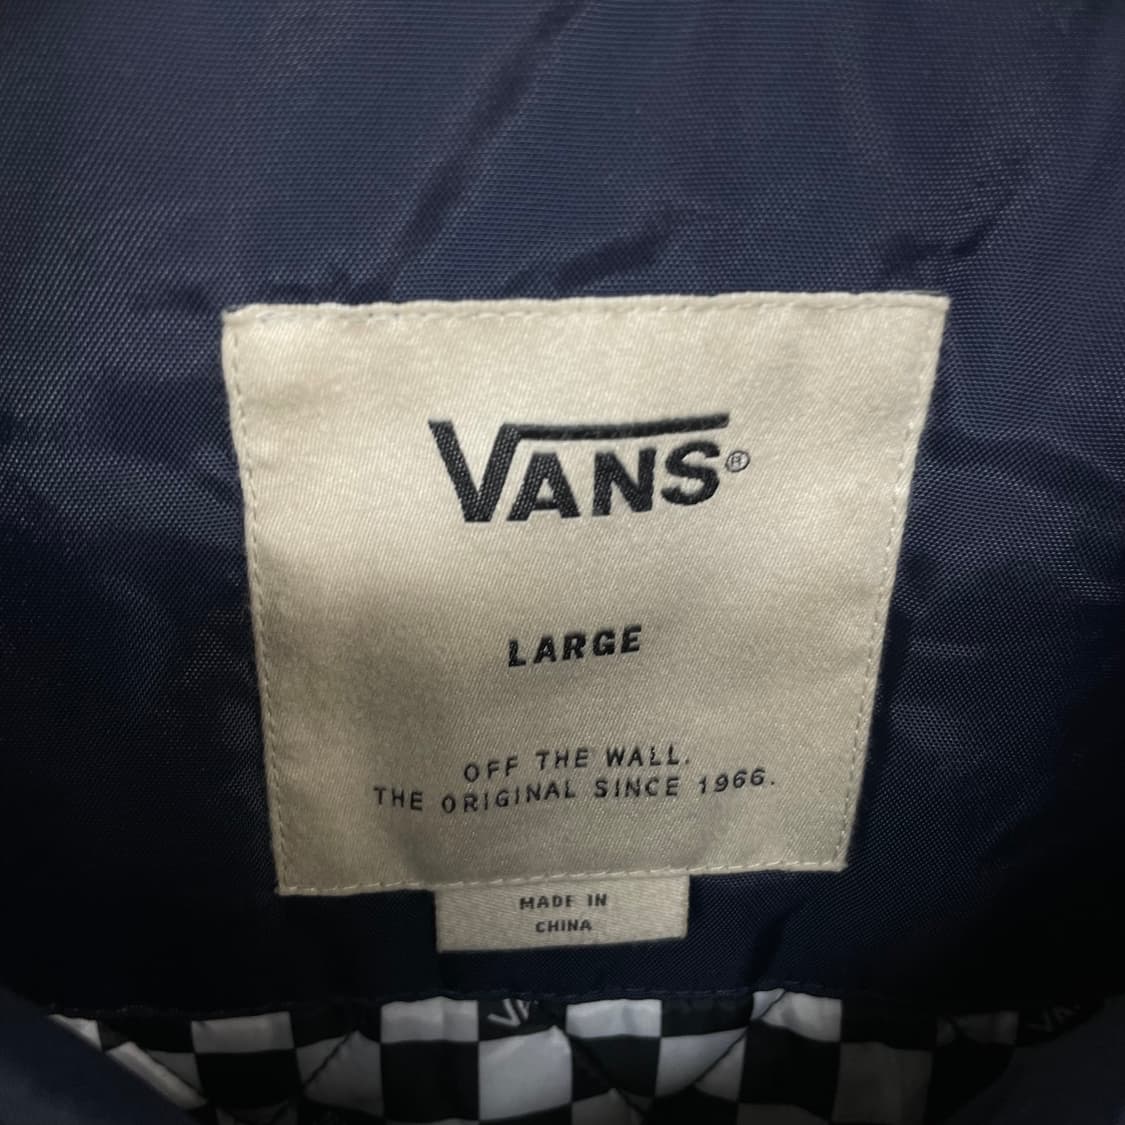 VANS®
LARGE
OFF THE WALL.
THE ORIGINAL SINCE 1966.
MADE IN
CHINA